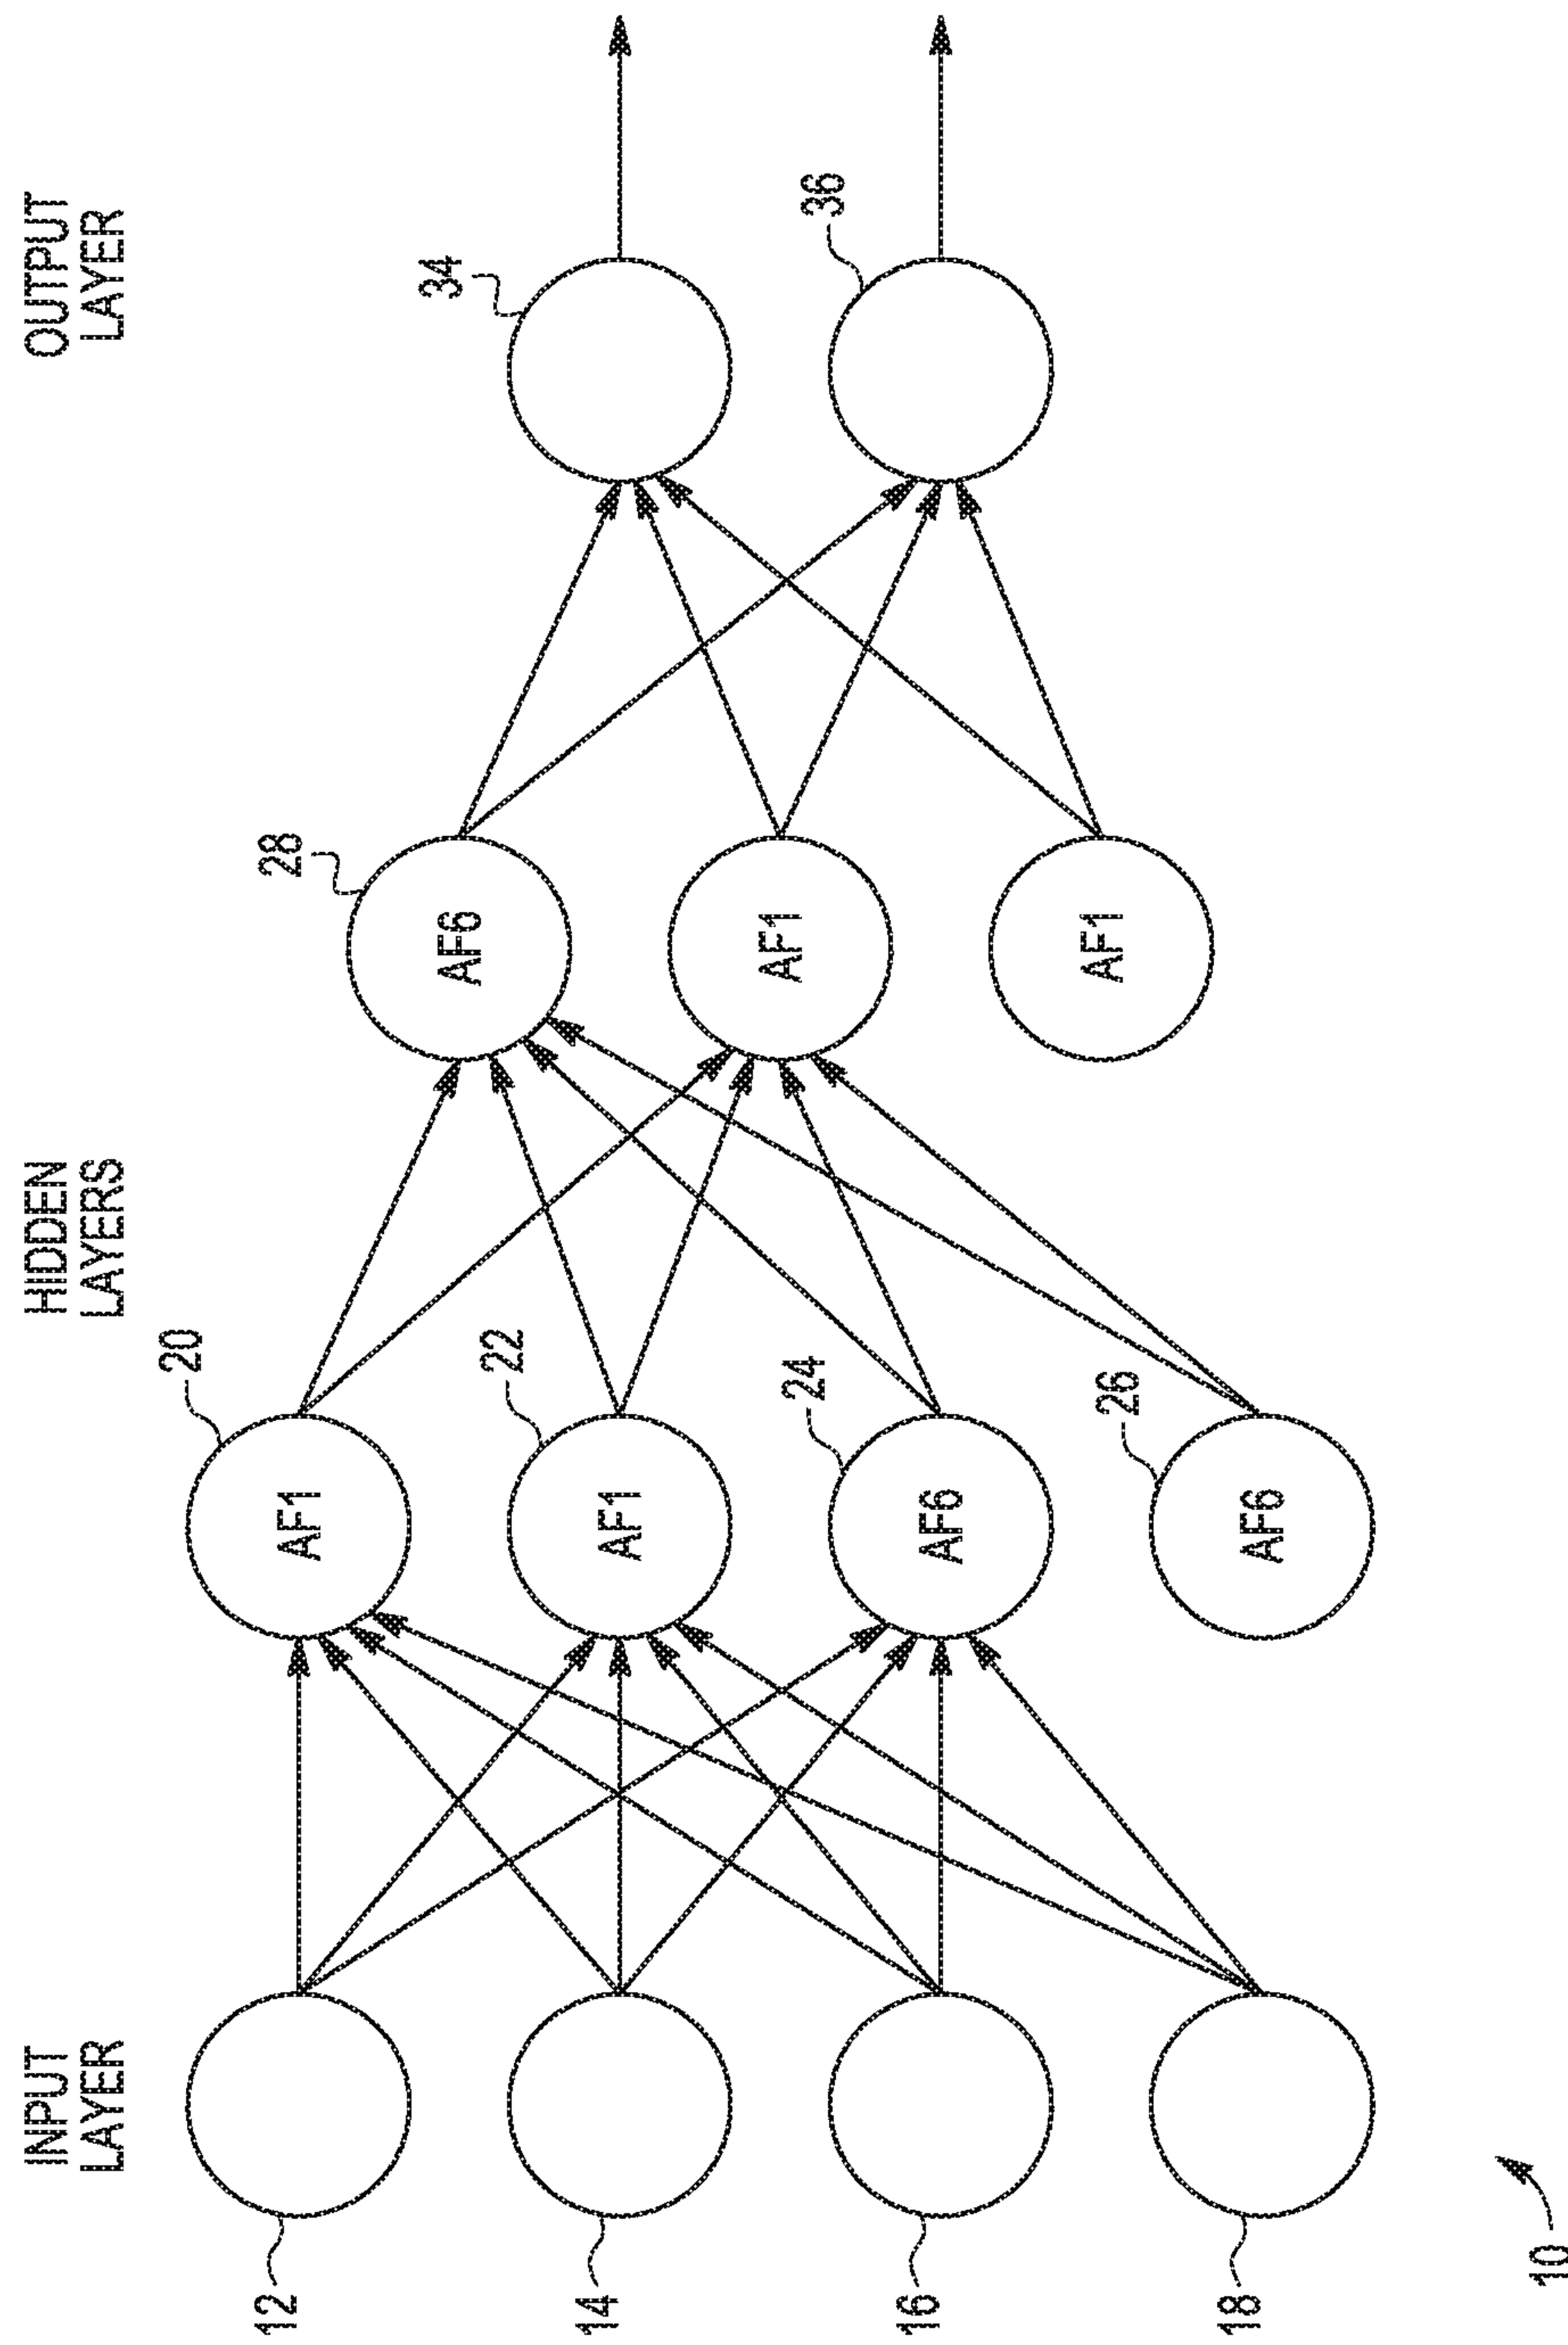 INPUT
LAYER
HIDDEN
LAYERS
OUTPUT
LAYER
12
14
16
18
20
AF1
22
AF1
24
AF6
26
AF6
28
AF6
AF1
AF1
34
36
10